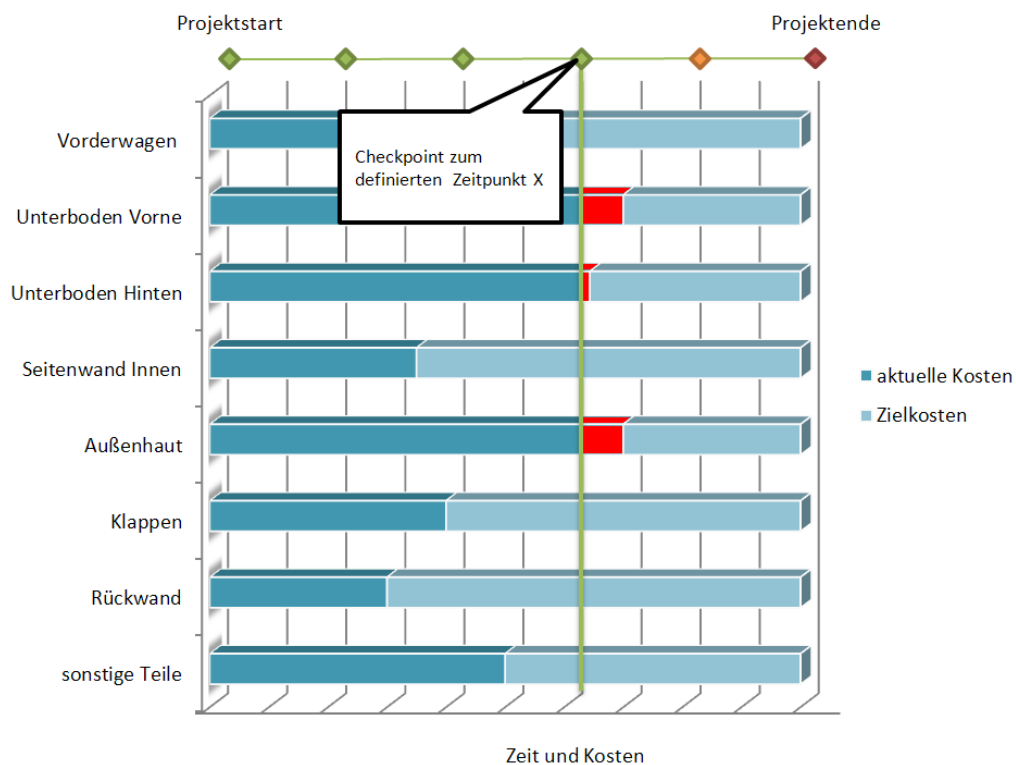 Projektstart
Projektende
Vorderwagen
Checkpoint zum
definierten Zeitpunkt X
Unterboden Vorne
Unterboden Hinten
Seitenwand Innen
aktuelle Kosten
Zielkosten
Außenhaut
Klappen
Rückwand
sonstige Teile
Zeit und Kosten